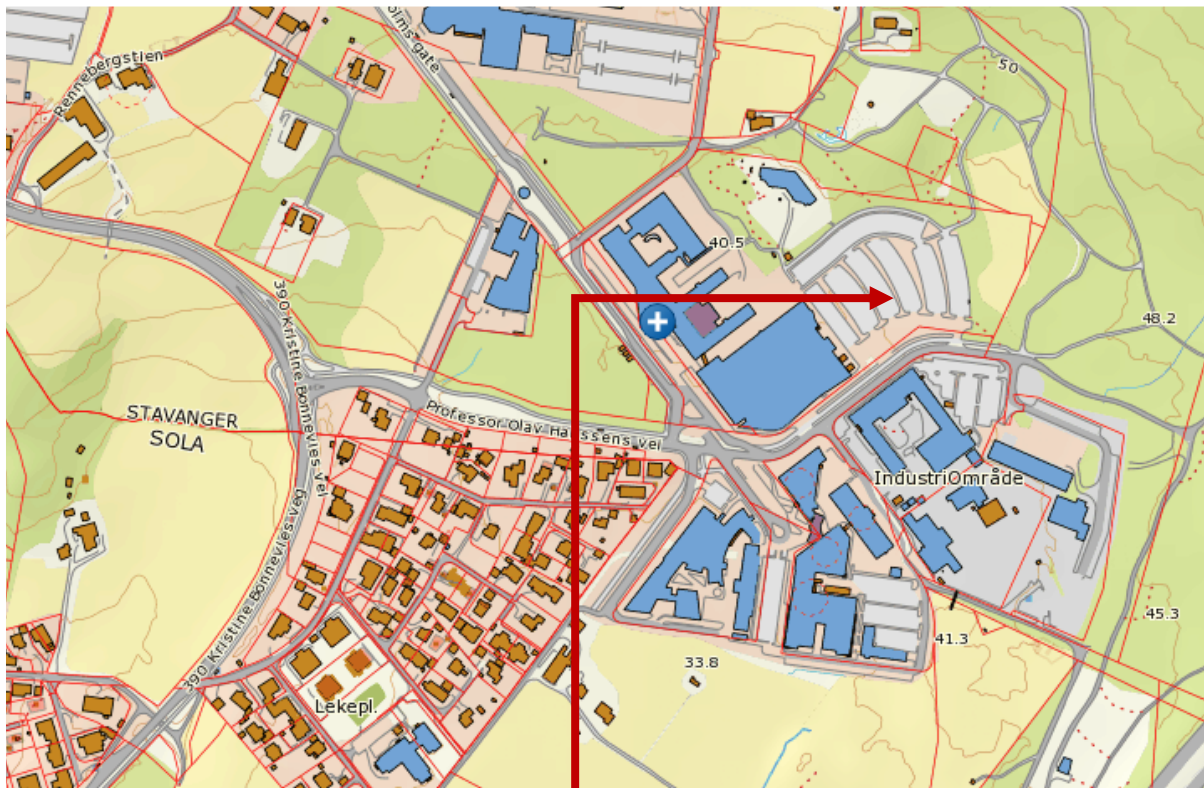 Rennebergstien
olms gate
50
40.5
48.2
390 Kristine Bonnevies vei
STAVANGER
SOLA
Professor Olav Hanssens vei
IndustriOmråde
390 Kristine Bonnevies veg
45.3
41.3
33.8
Lekepl.